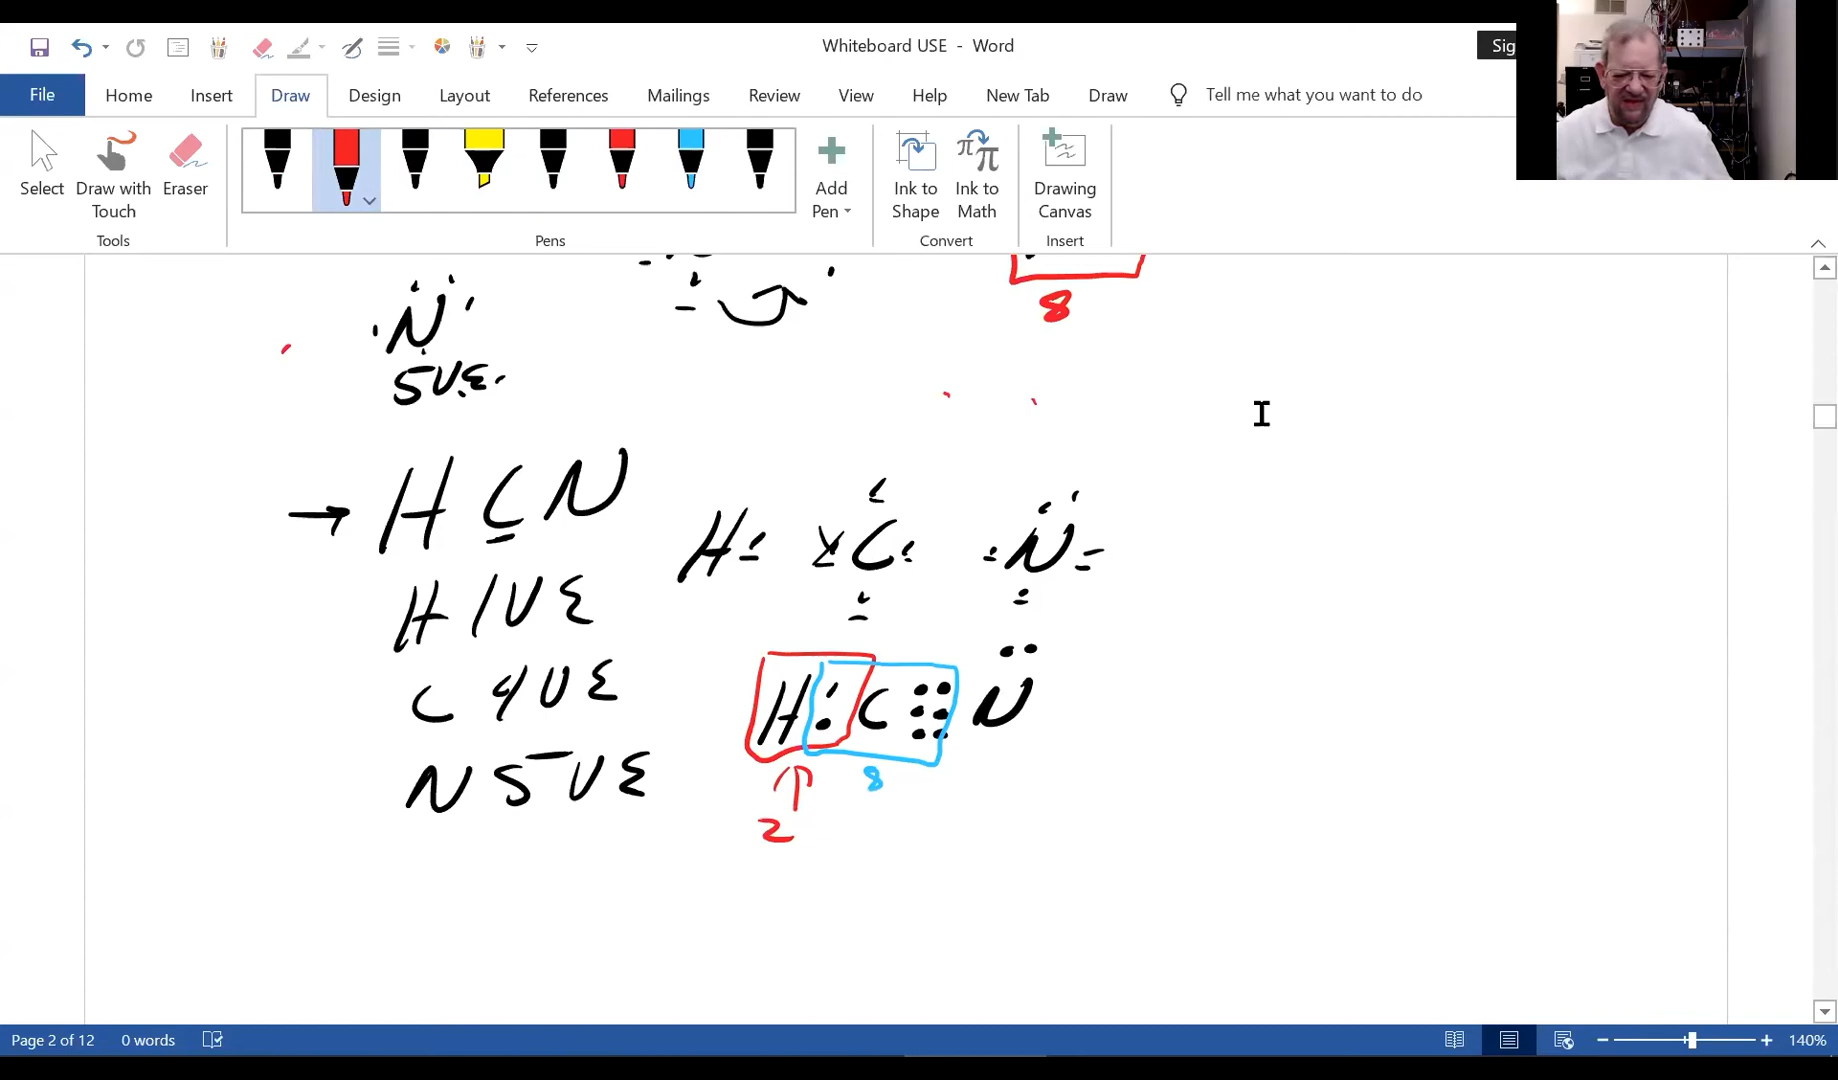 Whiteboard USE - Word
Sig
File Home Insert Draw Design Layout References Mailings Review View Help New Tab Draw Tell me what you want to do
Select Draw with Touch Eraser Add Pen Ink to Shape Ink to Math Drawing Canvas
Tools Pens Convert Insert
8
N
5VE
→ HCN
H C N
H 1VE
C 4VE
H : C ⋮⋮ N
N 5VE
8
2
Page 2 of 12 0 words 140%